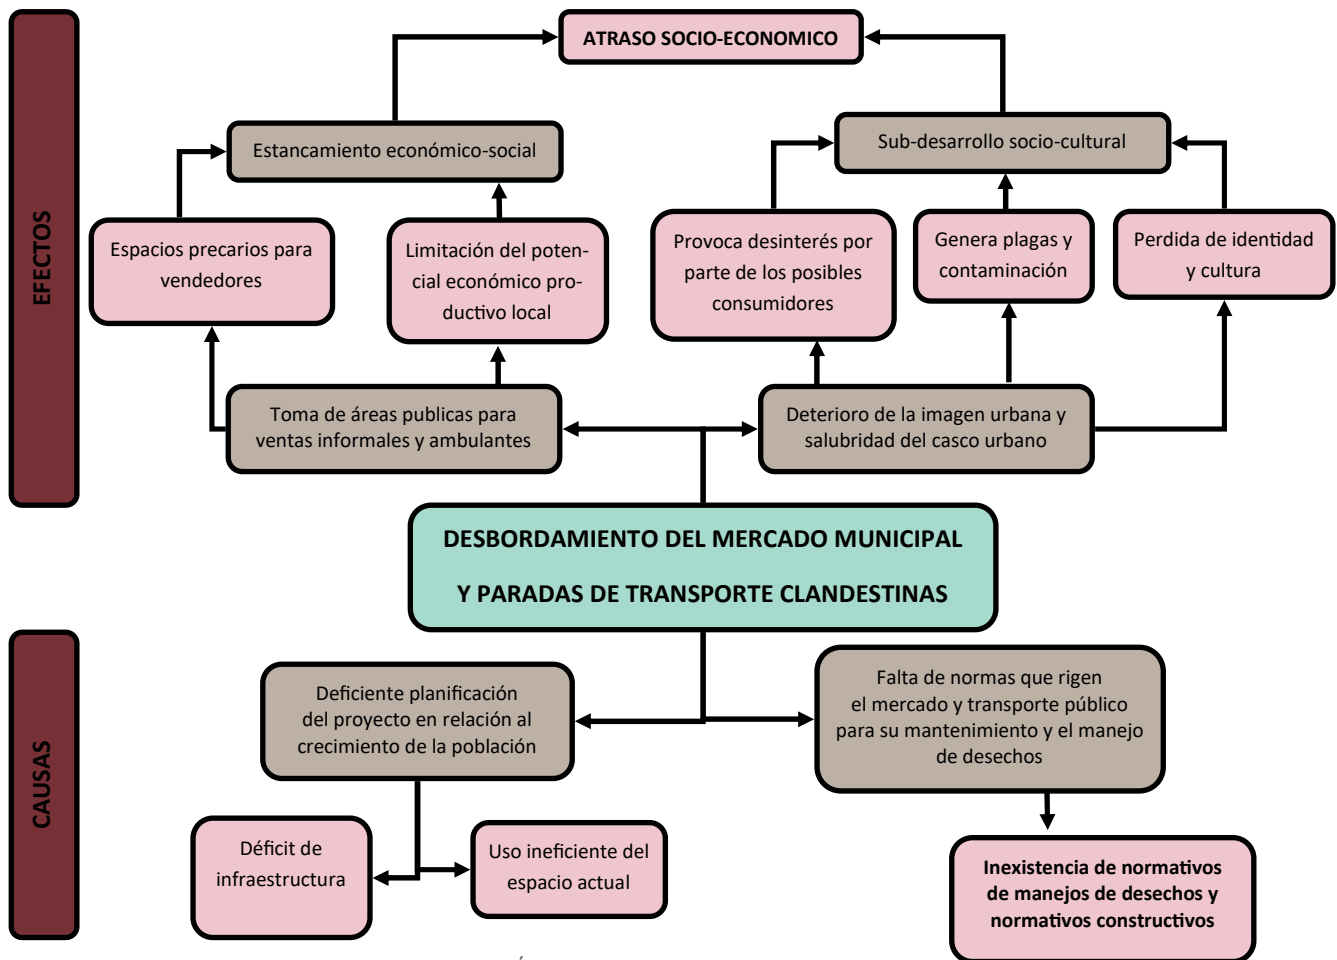 EFECTOS
ATRASO SOCIO-ECONOMICO
Estancamiento económico-social
Sub-desarrollo socio-cultural
Espacios precarios para
vendedores
Limitación del poten-
cial económico pro-
ductivo local
Provoca desinterés por
parte de los posibles
consumidores
Genera plagas y
contaminación
Perdida de identidad
y cultura
Toma de áreas publicas para
ventas informales y ambulantes
Deterioro de la imagen urbana y
salubridad del casco urbano
DESBORDAMIENTO DEL MERCADO MUNICIPAL
Y PARADAS DE TRANSPORTE CLANDESTINAS
CAUSAS
Deficiente planificación
del proyecto en relación al
crecimiento de la población
Falta de normas que rigen
el mercado y transporte público
para su mantenimiento y el manejo
de desechos
Déficit de
infraestructura
Uso ineficiente del
espacio actual
Inexistencia de normativos
de manejos de desechos y
normativos constructivos